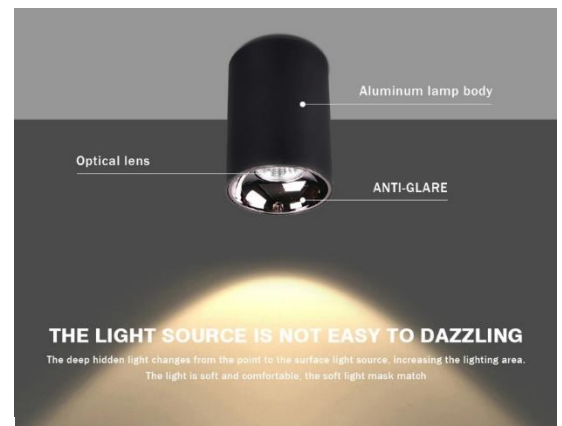 Aluminum lamp body
Optical lens
ANTI-GLARE
THE LIGHT SOURCE IS NOT EASY TO DAZZLING
The deep hidden light changes from the point to the surface light source, increasing the lighting area.
The light is soft and comfortable, the soft light mask match